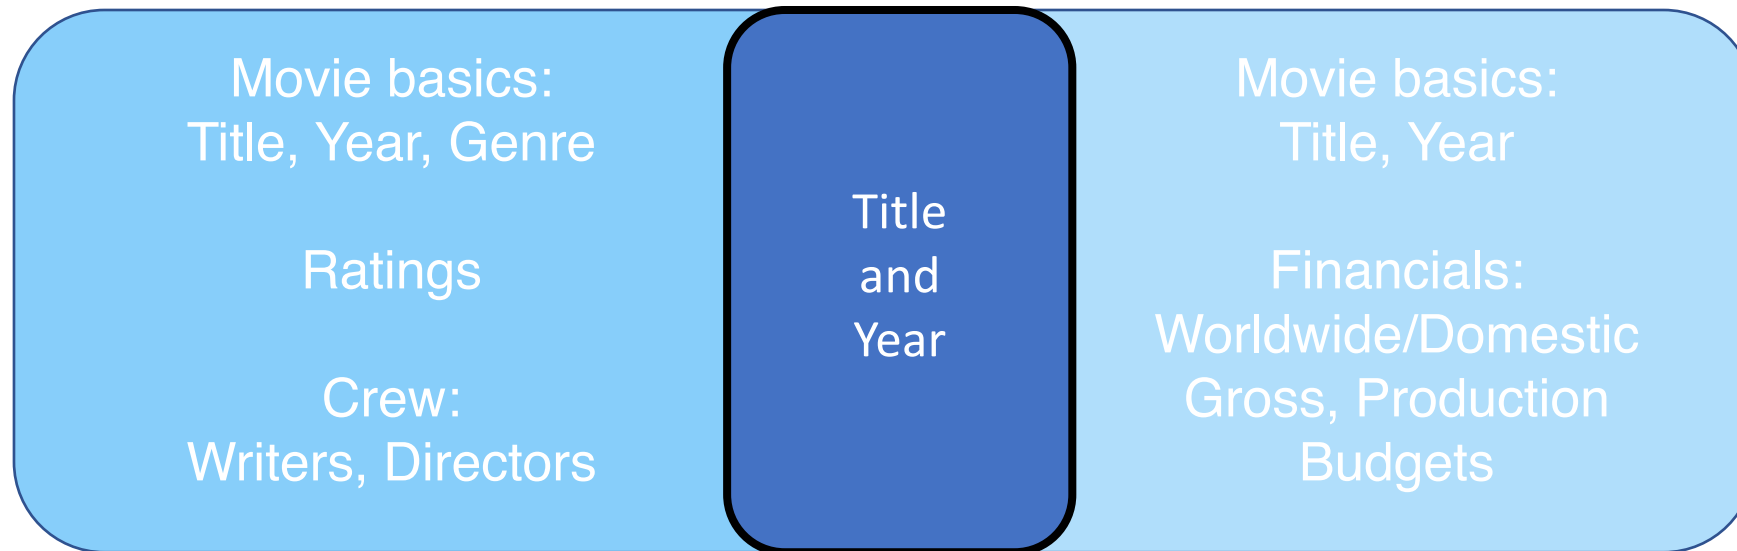 Movie basics:
Title, Year, Genre
Ratings
Crew:
Writers, Directors
Title
and
Year
Movie basics:
Title, Year
Financials:
Worldwide/Domestic
Gross, Production
Budgets